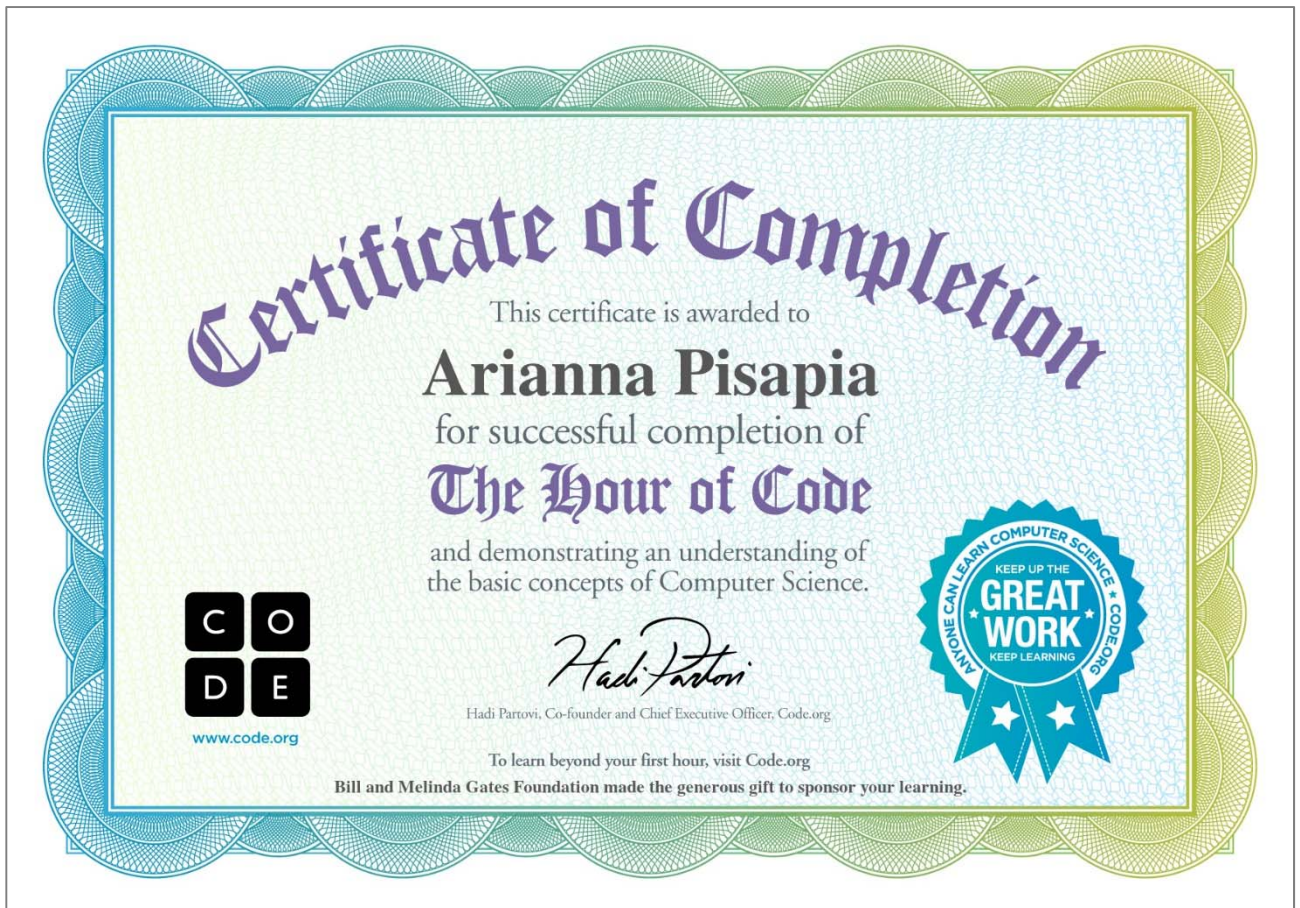 Certificate of Completion
This certificate is awarded to
Arianna Pisapia
for successful completion of
The Hour of Code
and demonstrating an understanding of
the basic concepts of Computer Science.
C O
D E
www.code.org
Hadi Partovi
Hadi Partovi, Co-founder and Chief Executive Officer, Code.org
To learn beyond your first hour, visit Code.org
Bill and Melinda Gates Foundation made the generous gift to sponsor your learning.
ANYONE CAN LEARN COMPUTER SCIENCE * CODE.ORG
KEEP UP THE
GREAT
WORK
KEEP LEARNING